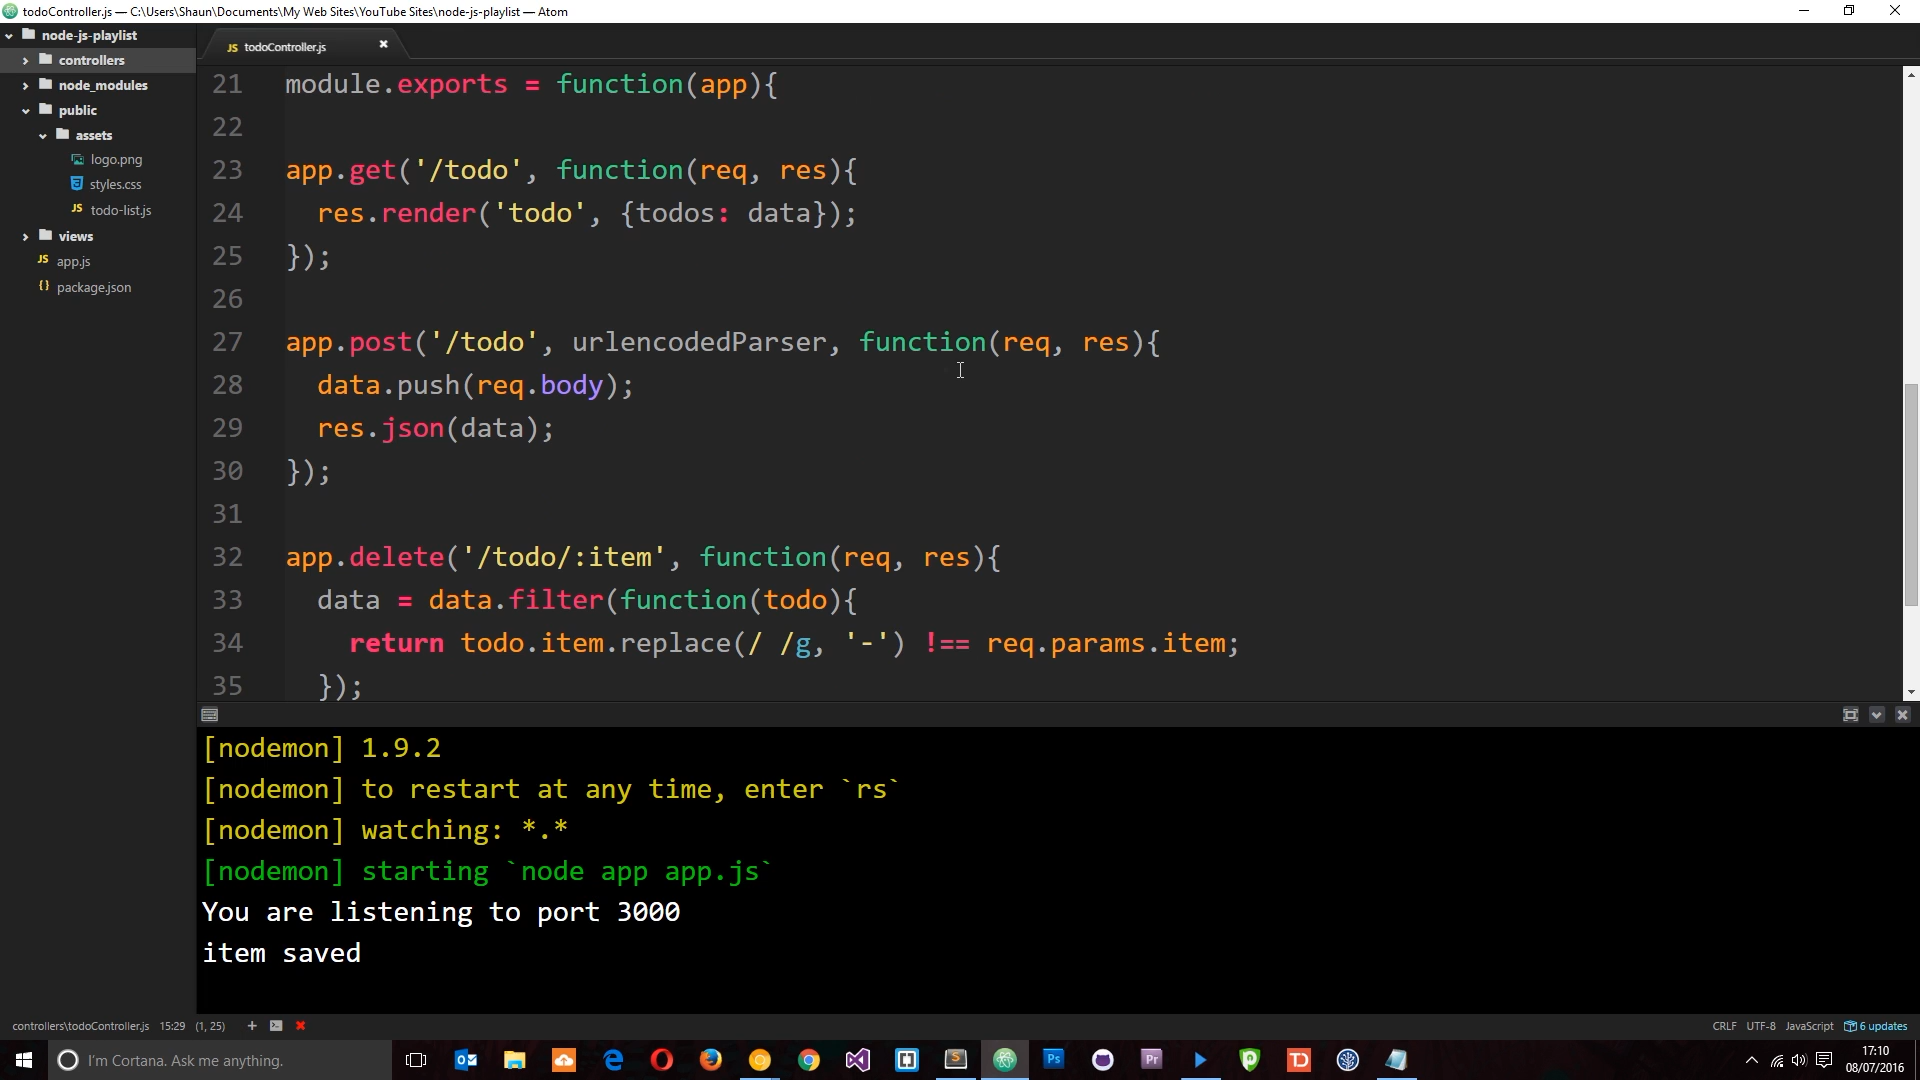 todoController.js — C:\Users\Shaun\Documents\My Web Sites\YouTube Sites\node-js-playlist — Atom
node-js-playlist
controllers
node_modules
public
assets
logo.png
styles.css
JS todo-list.js
views
JS app.js
{} package.json
JS todoController.js
21 module.exports = function(app){
22
23 app.get('/todo', function(req, res){
24 res.render('todo', {todos: data});
25 });
26
27 app.post('/todo', urlencodedParser, function(req, res){
28 data.push(req.body);
29 res.json(data);
30 });
31
32 app.delete('/todo/:item', function(req, res){
33 data = data.filter(function(todo){
34 return todo.item.replace(/ /g, '-') !== req.params.item;
35 });
[nodemon] 1.9.2
[nodemon] to restart at any time, enter `rs`
[nodemon] watching: *.*
[nodemon] starting `node app app.js`
You are listening to port 3000
item saved
controllers\todoController.js 15:29 (1, 25)
CRLF UTF-8 JavaScript 6 updates
I'm Cortana. Ask me anything.
Ps
Pr
TD
17:10
08/07/2016